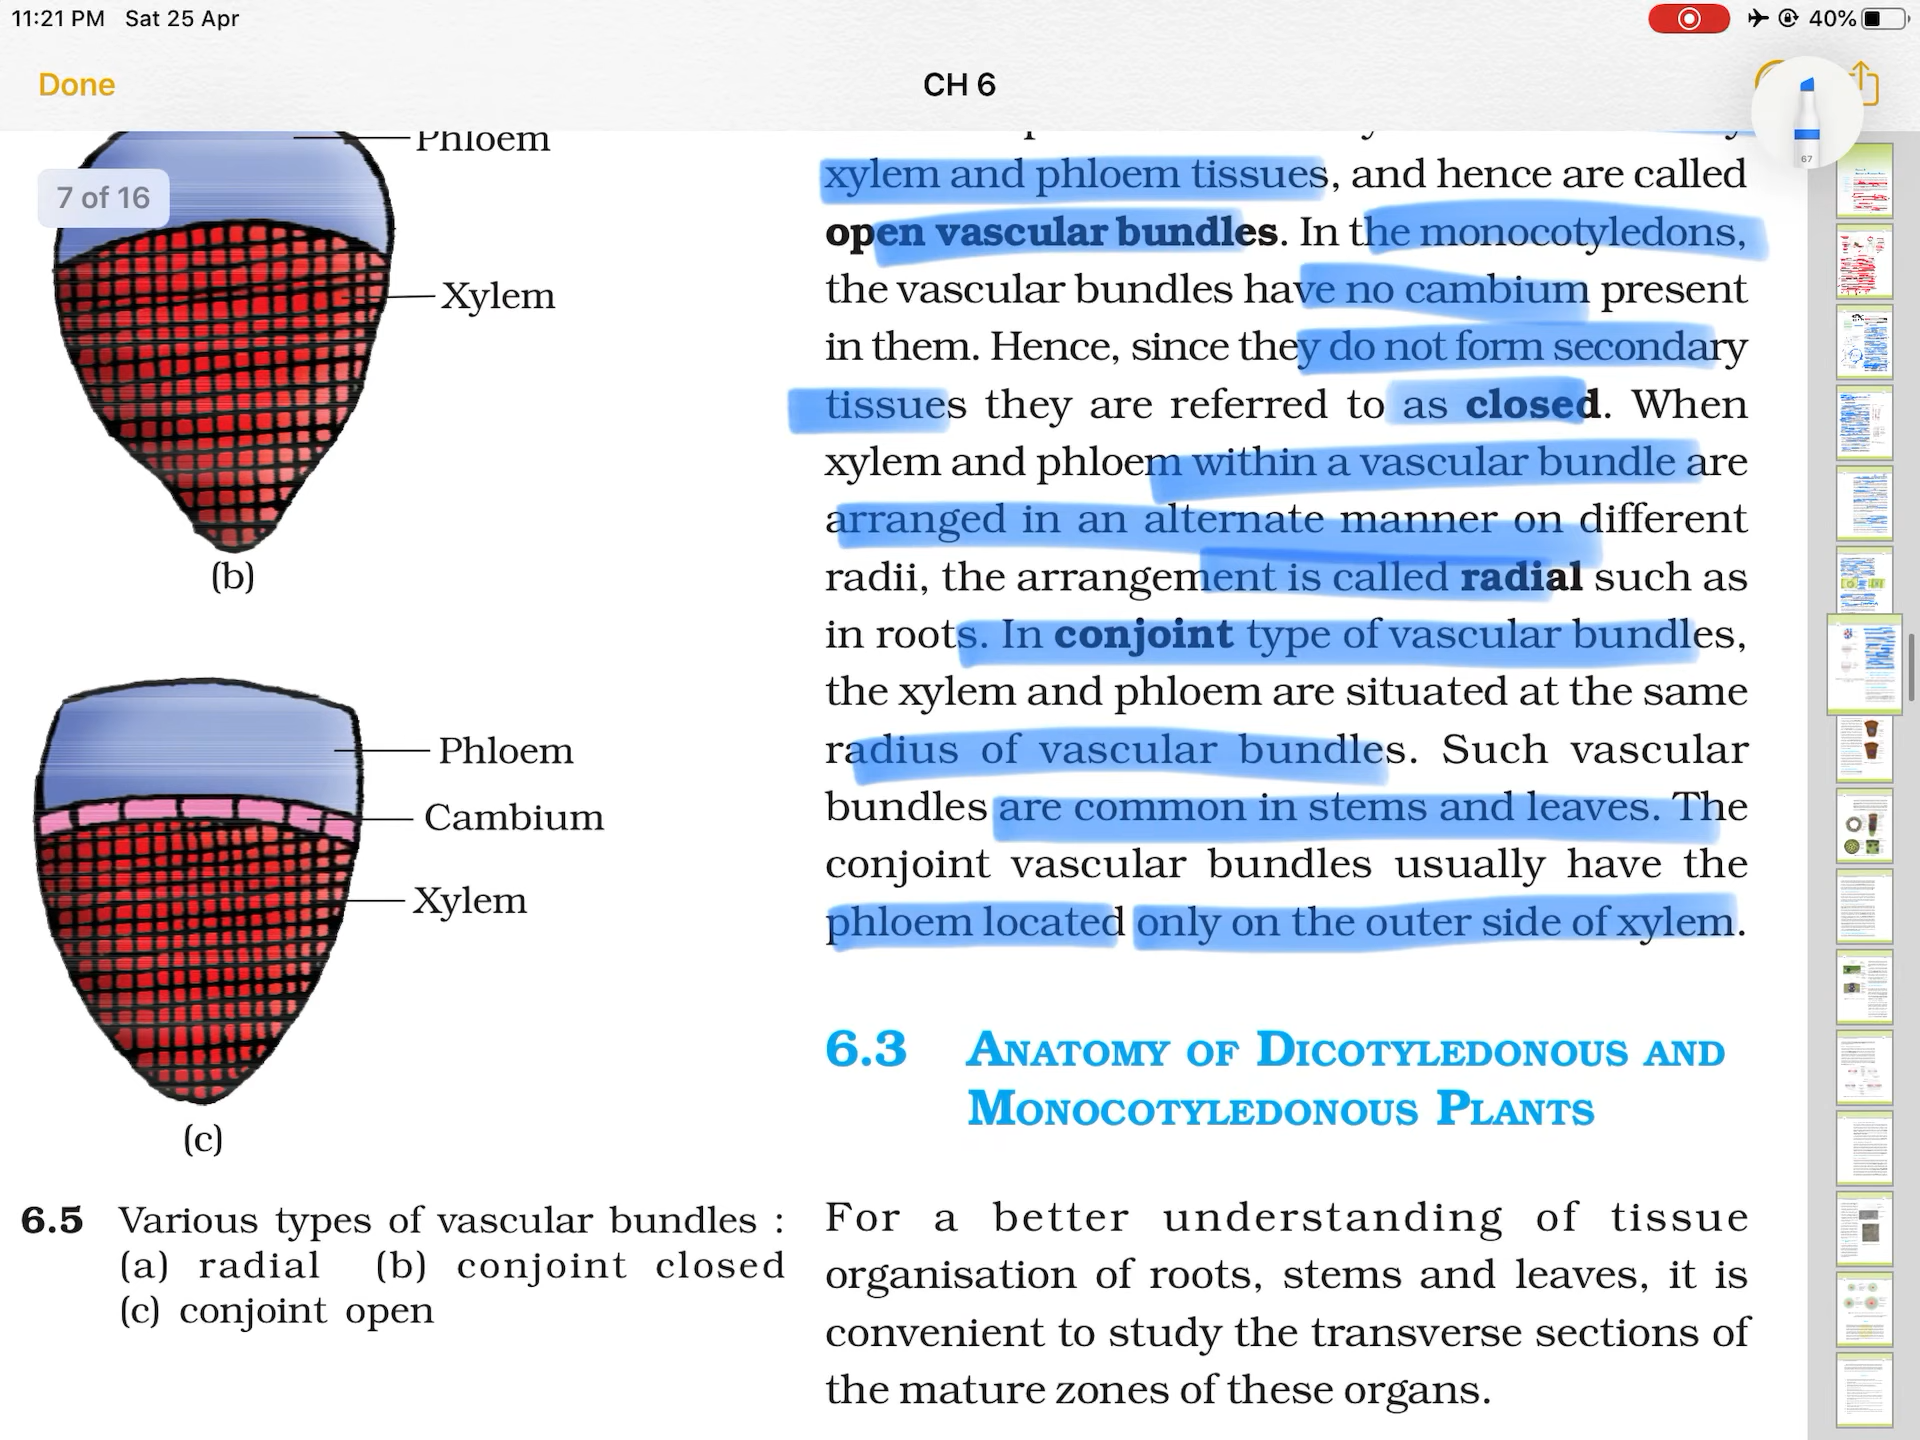 11:21 PM Sat 25 Apr
40%
Done
CH 6
67
7 of 16
Phloem
Xylem
(b)
Phloem
Cambium
Xylem
(c)
6.5 Various types of vascular bundles :
(a) radial (b) conjoint closed
(c) conjoint open
xylem and phloem tissues, and hence are called
open vascular bundles. In the monocotyledons,
the vascular bundles have no cambium present
in them. Hence, since they do not form secondary
tissues they are referred to as closed. When
xylem and phloem within a vascular bundle are
arranged in an alternate manner on different
radii, the arrangement is called radial such as
in roots. In conjoint type of vascular bundles,
the xylem and phloem are situated at the same
radius of vascular bundles. Such vascular
bundles are common in stems and leaves. The
conjoint vascular bundles usually have the
phloem located only on the outer side of xylem.
6.3 ANATOMY OF DICOTYLEDONOUS AND
MONOCOTYLEDONOUS PLANTS
For a better understanding of tissue
organisation of roots, stems and leaves, it is
convenient to study the transverse sections of
the mature zones of these organs.